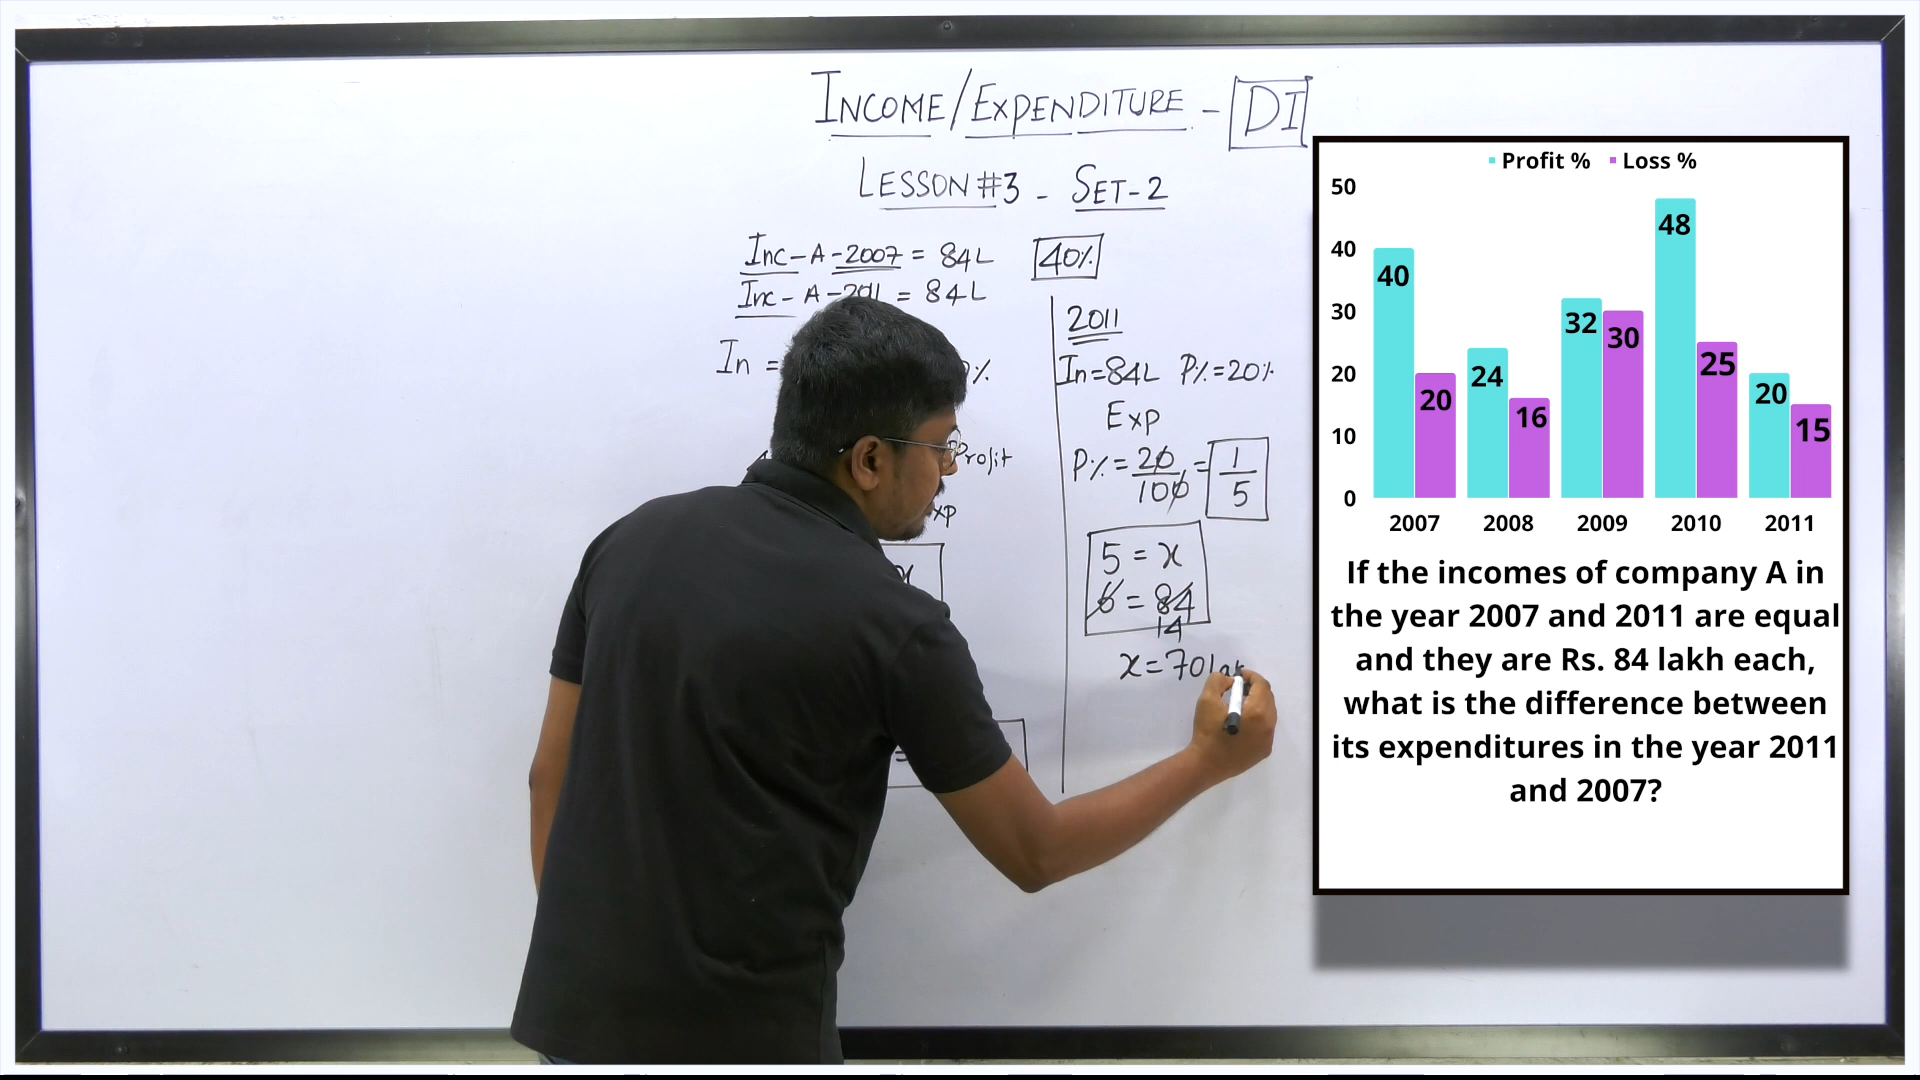 INCOME/EXPENDITURE - DI
LESSON #3 - SET-2
Inc-A-2007 = 84L 40%
Inc-A-2011 = 84L
In =
%
Profit
xp
x
=
2011
In=84L P%=20%
Exp
P%=20/100=1/5
5 = x
6 = 84
14
x=70
Profit % Loss %
50
40
30
20
10
0
40
20
24
16
32
30
48
25
20
15
2007 2008 2009 2010 2011
If the incomes of company A in
the year 2007 and 2011 are equal
and they are Rs. 84 lakh each,
what is the difference between
its expenditures in the year 2011
and 2007?